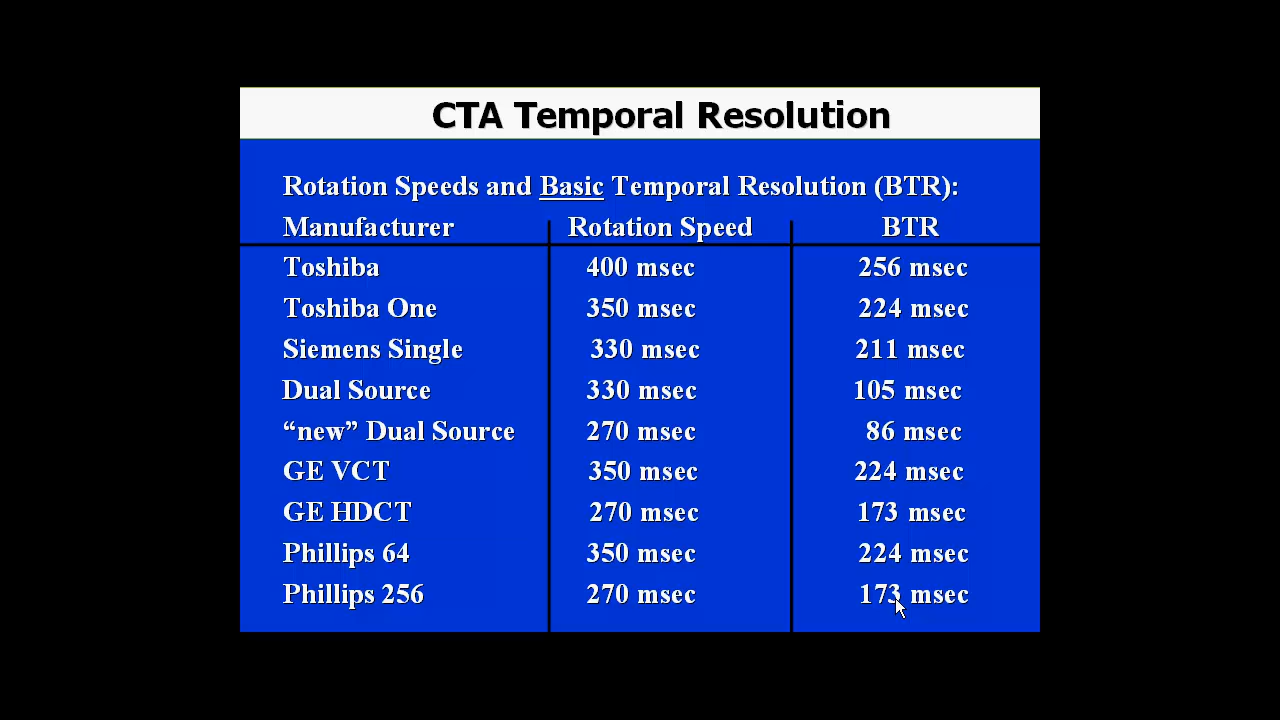 CTA Temporal Resolution
Rotation Speeds and Basic Temporal Resolution (BTR):
Manufacturer Rotation Speed BTR
Toshiba 400 msec 256 msec
Toshiba One 350 msec 224 msec
Siemens Single 330 msec 211 msec
Dual Source 330 msec 105 msec
“new” Dual Source 270 msec 86 msec
GE VCT 350 msec 224 msec
GE HDCT 270 msec 173 msec
Phillips 64 350 msec 224 msec
Phillips 256 270 msec 173 msec